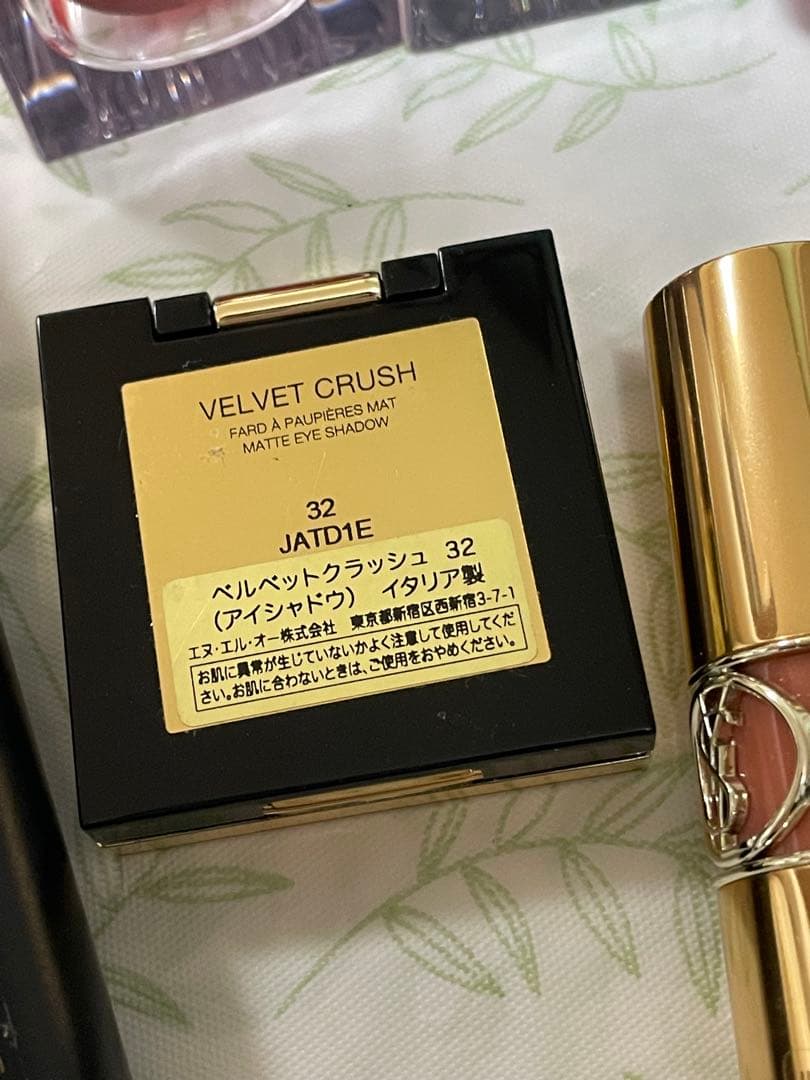 VELVET CRUSH
FARD À PAUPIÈRES MAT
MATTE EYE SHADOW
32
JATD1E
ベルベットクラッシュ 32
(アイシャドウ) イタリア製
エヌ・エル・オー株式会社 東京都新宿区西新宿3-7-1
お肌に異常が生じていないかよく注意して使用してくだ
さい。お肌に合わないときは、ご使用をおやめください。